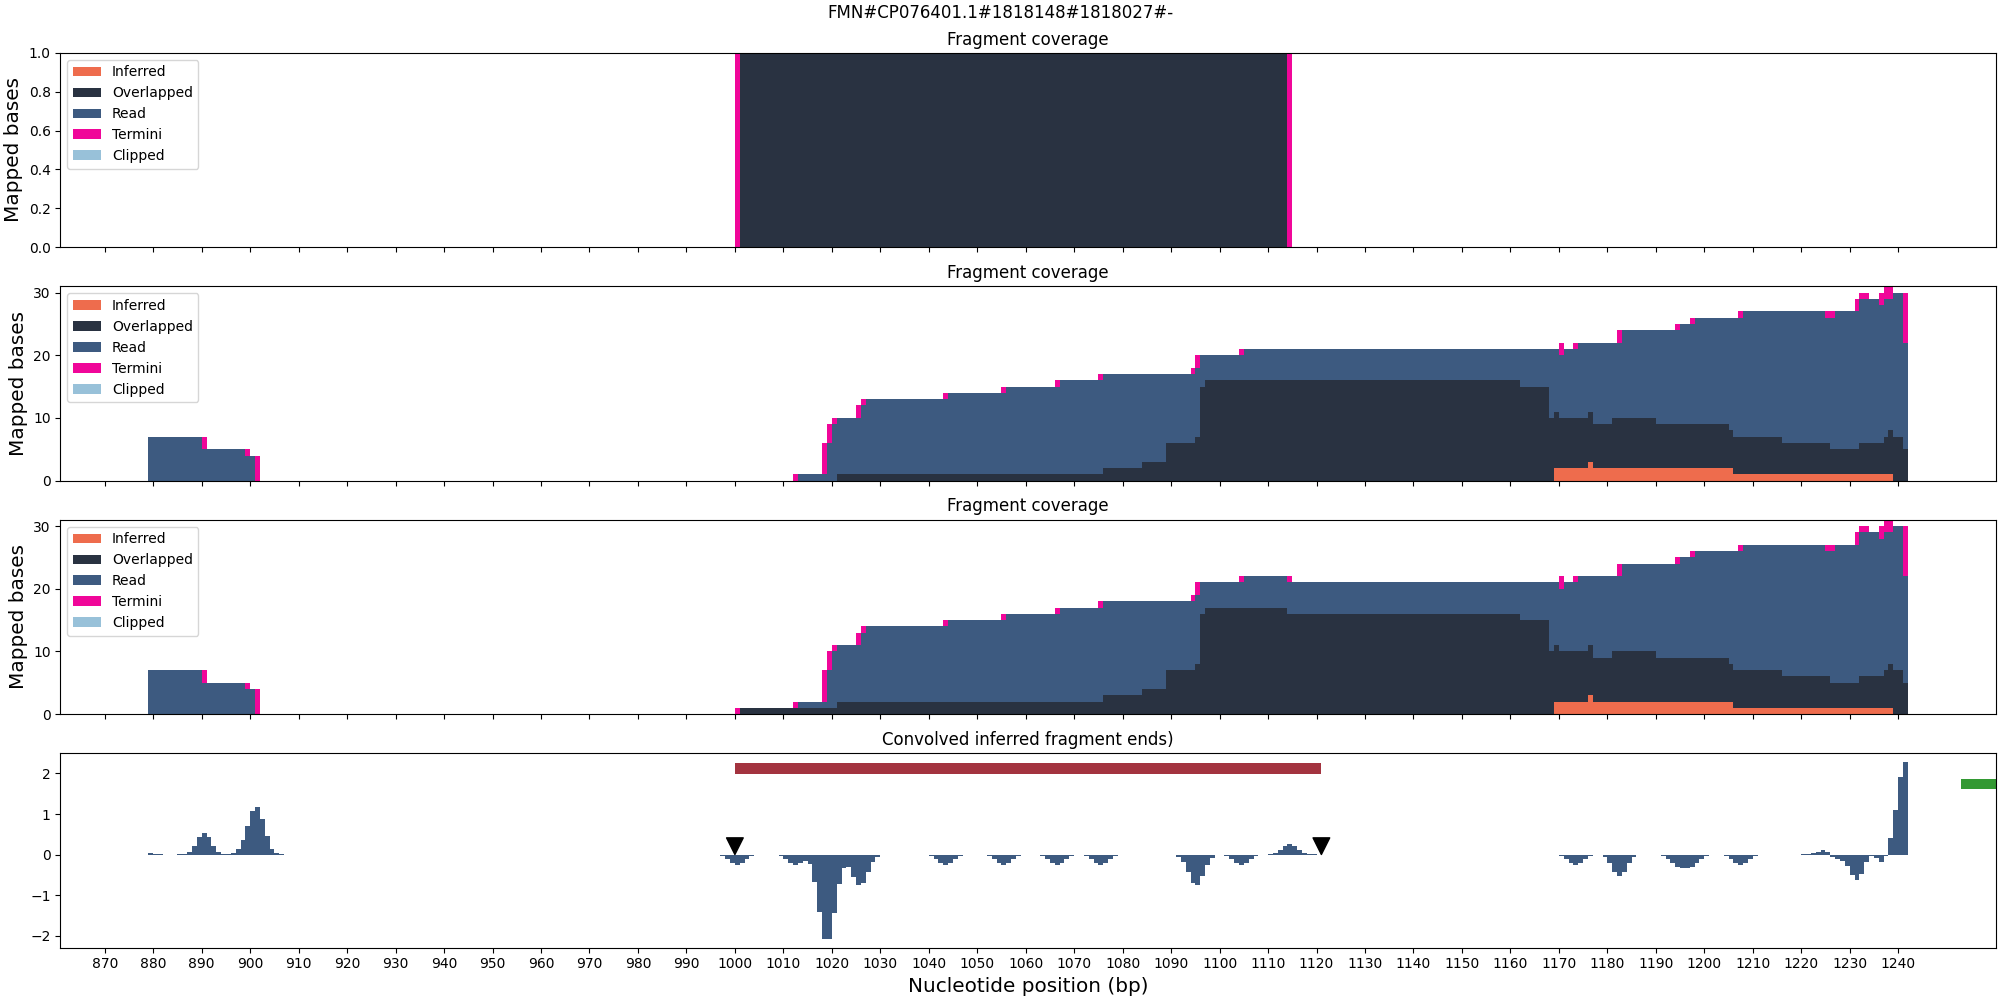 FMN#CP076401.1#1818148#1818027#-
Fragment coverage
Mapped bases
1.0
0.8
0.6
0.4
0.2
0.0
Inferred
Overlapped
Read
Termini
Clipped
Fragment coverage
Mapped bases
30
20
10
0
Inferred
Overlapped
Read
Termini
Clipped
Fragment coverage
Mapped bases
30
20
10
0
Inferred
Overlapped
Read
Termini
Clipped
Convolved inferred fragment ends)
2
1
0
−1
−2
870 880 890 900 910 920 930 940 950 960 970 980 990 1000 1010 1020 1030 1040 1050 1060 1070 1080 1090 1100 1110 1120 1130 1140 1150 1160 1170 1180 1190 1200 1210 1220 1230 1240
Nucleotide position (bp)